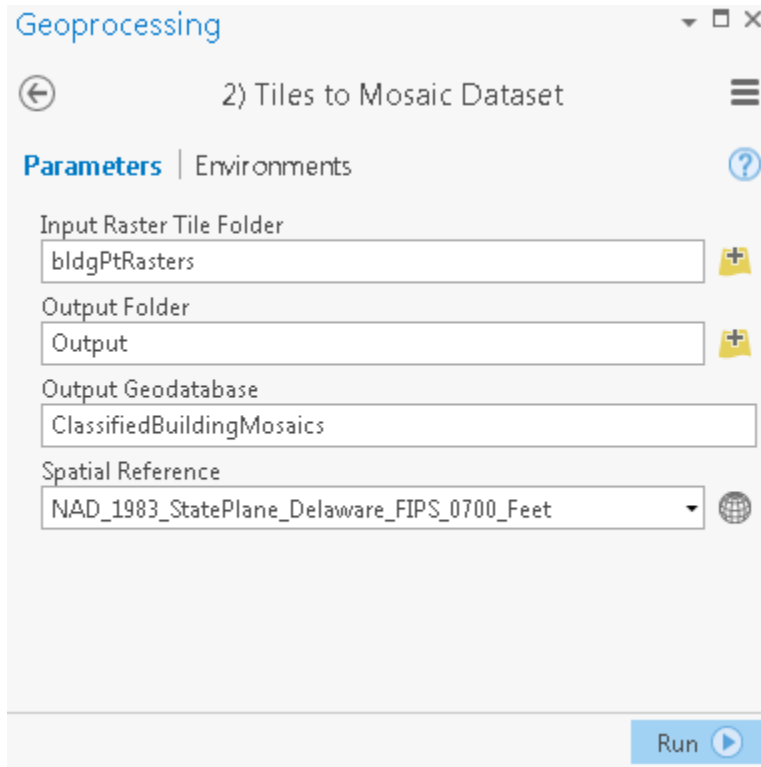 Geoprocessing
2) Tiles to Mosaic Dataset
Parameters | Environments
?
Input Raster Tile Folder
bldgPtRasters
Output Folder
Output
Output Geodatabase
ClassifiedBuildingMosaics
Spatial Reference
NAD_1983_StatePlane_Delaware_FIPS_0700_Feet
Run